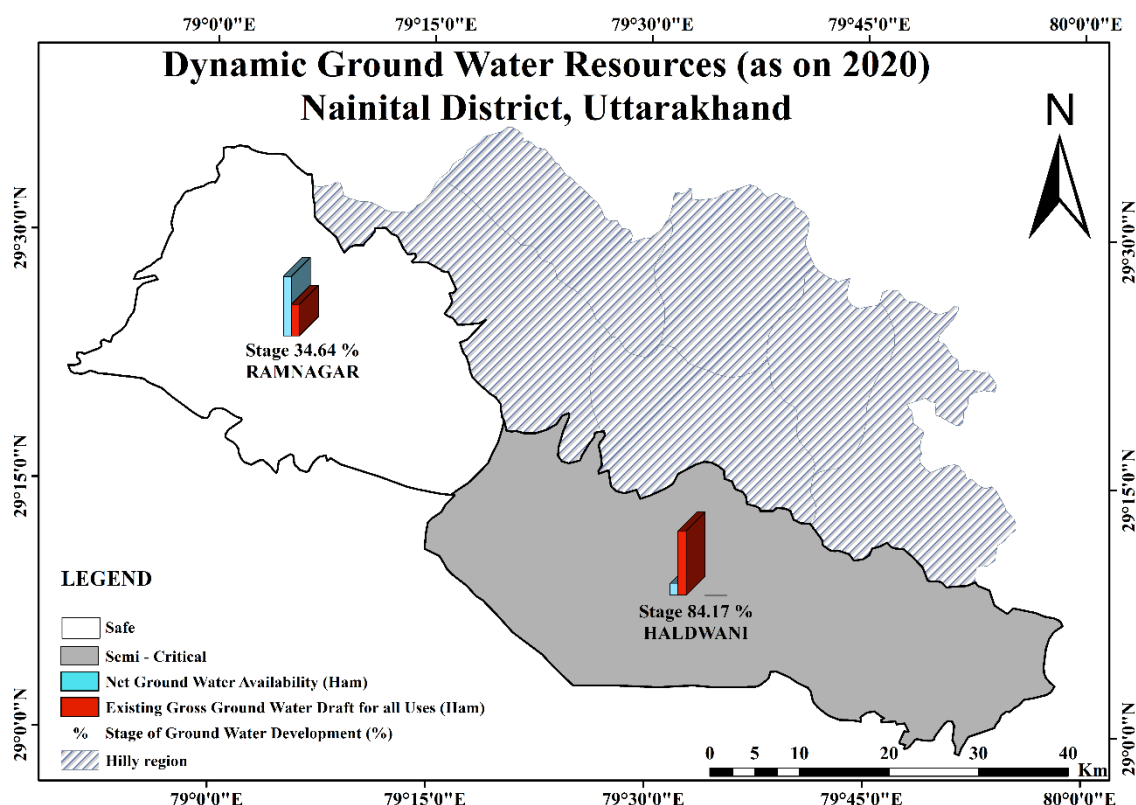 79°0'0"E 79°15'0"E 79°30'0"E 79°45'0"E 80°0'0"E
Dynamic Ground Water Resources (as on 2020)
Nainital District, Uttarakhand
N
29°30'0"N 29°30'0"N
Stage 34.64 %
RAMNAGAR
29°15'0"N 29°15'0"N
Stage 84.17 %
HALDWANI
LEGEND
Safe
Semi - Critical
Net Ground Water Availability (Ham)
Existing Gross Ground Water Draft for all Uses (Ham)
% Stage of Ground Water Development (%)
Hilly region
29°0'0"N 29°0'0"N
0 5 10 20 30 40
Km
79°0'0"E 79°15'0"E 79°30'0"E 79°45'0"E 80°0'0"E